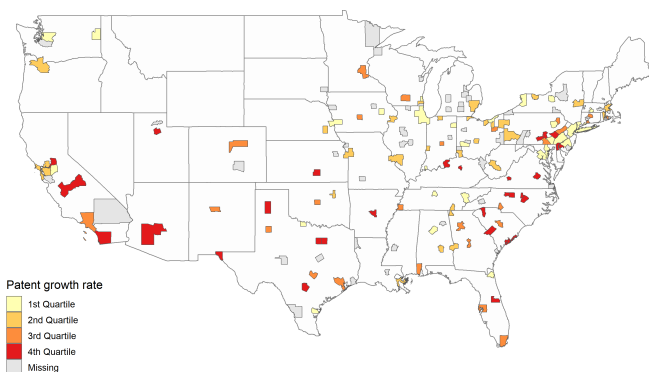 Patent growth rate
1st Quartile
2nd Quartile
3rd Quartile
4th Quartile
Missing